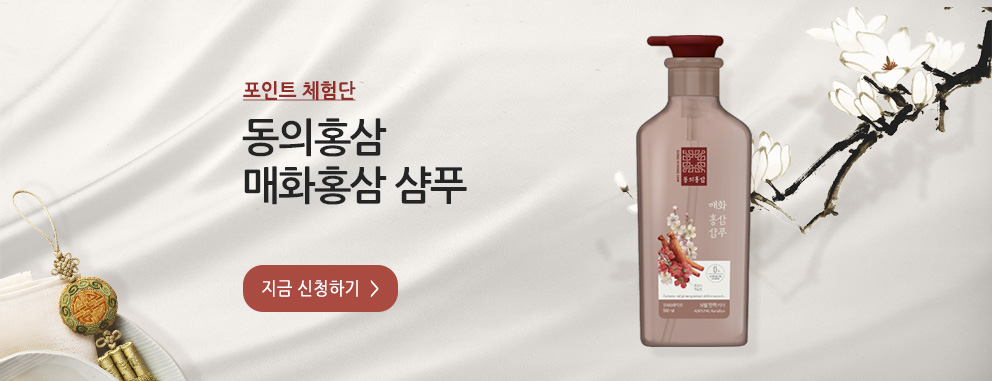 포인트 체험단
동의홍삼
매화홍삼 샴푸
지금 신청하기
동의홍삼
매화
홍삼
샴푸
0%